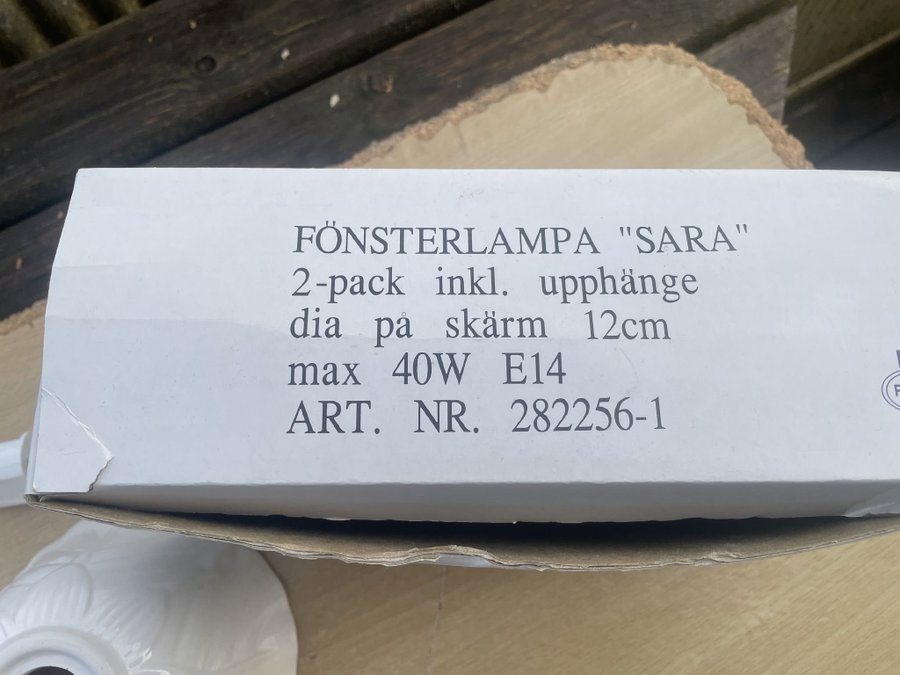 FÖNSTERLAMPA "SARA"
2-pack inkl. upphänge
dia på skärm 12cm
max 40W E14
ART. NR. 282256-1